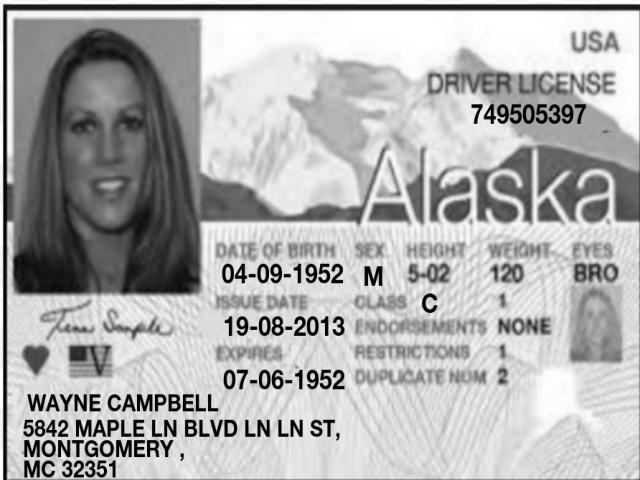 USA
DRIVER LICENSE
749505397
Alaska
DATE OF BIRTH SEX HEIGHT WEIGHT EYES
04-09-1952 M 5-02 120 BRO
ISSUE DATE CLASS C 1
19-08-2013 ENDORSEMENTS NONE
EXPIRES RESTRICTIONS 1
07-06-1952 DUPLICATE NUM 2
Tena Sample
V
WAYNE CAMPBELL
5842 MAPLE LN BLVD LN LN ST,
MONTGOMERY ,
MC 32351